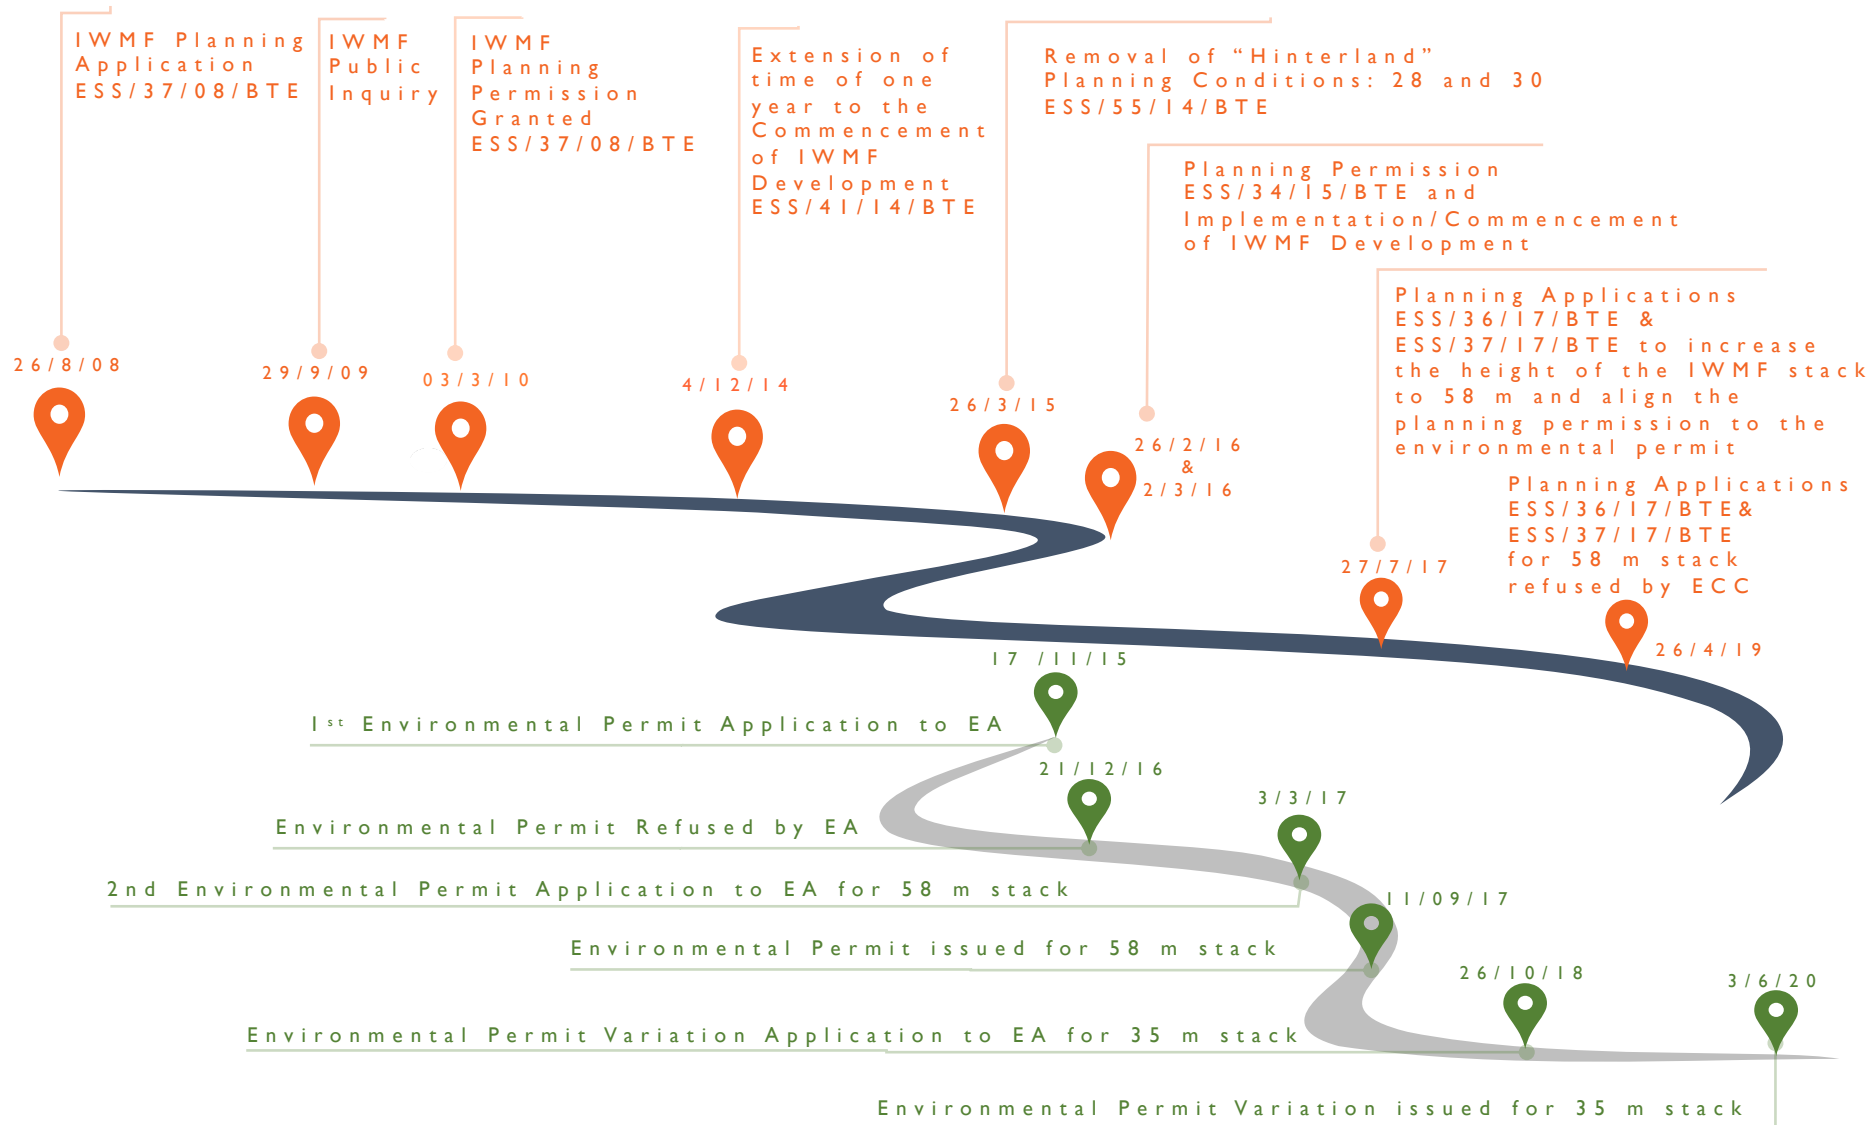 IWMF Planning
Application
ESS/37/08/BTE
26/8/08
IWMF
Public
Inquiry
29/9/09
IWMF
Planning
Permission
Granted
ESS/37/08/BTE
03/3/10
Extension of
time of one
year to the
Commencement
of IWMF
Development
ESS/41/14/BTE
4/12/14
Removal of “Hinterland”
Planning Conditions: 28 and 30
ESS/55/14/BTE
26/3/15
Planning Permission
ESS/34/15/BTE and
Implementation/Commencement
of IWMF Development
26/2/16
&
2/3/16
Planning Applications
ESS/36/17/BTE &
ESS/37/17/BTE to increase
the height of the IWMF stack
to 58 m and align the
planning permission to the
environmental permit
27/7/17
Planning Applications
ESS/36/17/BTE&
ESS/37/17/BTE
for 58 m stack
refused by ECC
26/4/19
17 /11/15
1st Environmental Permit Application to EA
21/12/16
Environmental Permit Refused by EA
3/3/17
2nd Environmental Permit Application to EA for 58 m stack
11/09/17
Environmental Permit issued for 58 m stack
26/10/18
Environmental Permit Variation Application to EA for 35 m stack
3/6/20
Environmental Permit Variation issued for 35 m stack